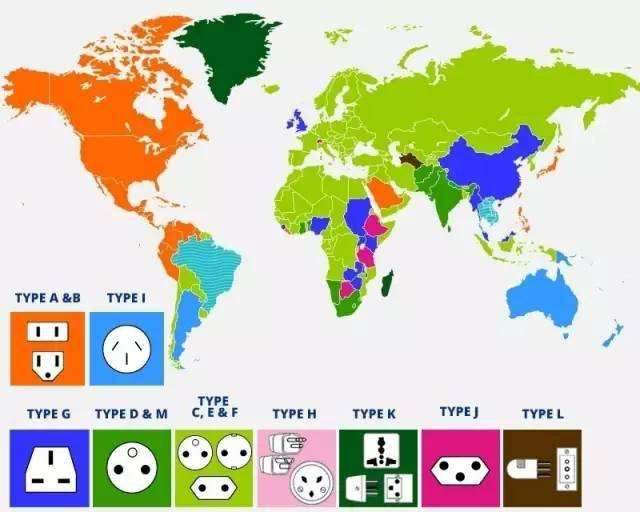 TYPE A &B
TYPE I
TYPE G
TYPE D & M
TYPE
C, E & F
TYPE H
TYPE K
TYPE J
TYPE L